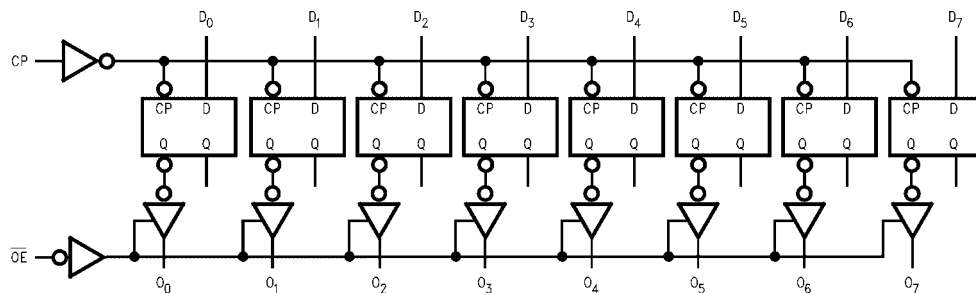 D0 D1 D2 D3 D4 D5 D6 D7
CP
CP D CP D CP D CP D CP D CP D CP D CP D
Q Q Q Q Q Q Q Q Q Q Q Q Q Q Q Q
O̅E̅
O0 O1 O2 O3 O4 O5 O6 O7